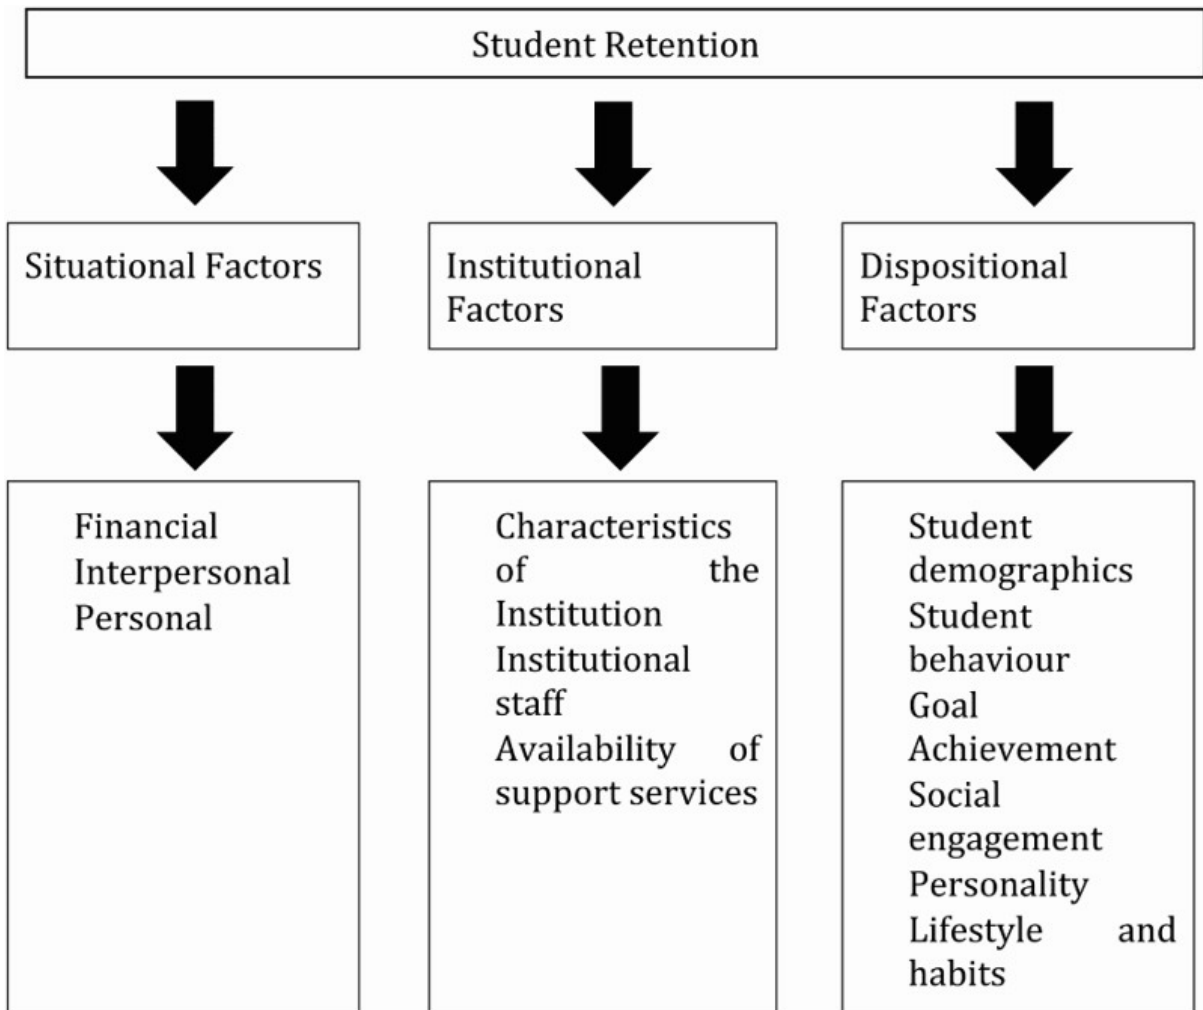 Student Retention
Situational Factors
Institutional
Factors
Dispositional
Factors
Financial
Interpersonal
Personal
Characteristics
of the
Institution
Institutional
staff
Availability of
support services
Student
demographics
Student
behaviour
Goal
Achievement
Social
engagement
Personality
Lifestyle and
habits